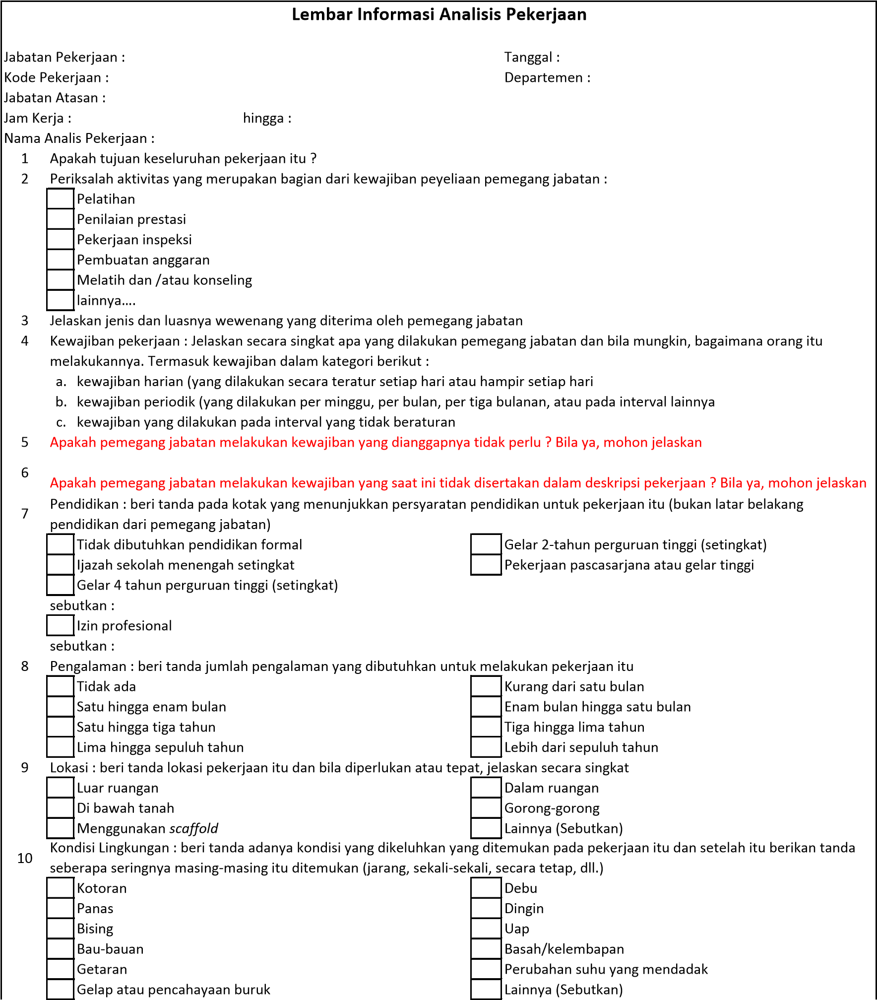 Lembar Informasi Analisis Pekerjaan
Jabatan Pekerjaan : Tanggal :
Kode Pekerjaan : Departemen :
Jabatan Atasan :
Jam Kerja : hingga :
Nama Analis Pekerjaan :
1 Apakah tujuan keseluruhan pekerjaan itu ?
2 Periksalah aktivitas yang merupakan bagian dari kewajiban peyeliaan pemegang jabatan :
Pelatihan
Penilaian prestasi
Pekerjaan inspeksi
Pembuatan anggaran
Melatih dan /atau konseling
lainnya....
3 Jelaskan jenis dan luasnya wewenang yang diterima oleh pemegang jabatan
4 Kewajiban pekerjaan : Jelaskan secara singkat apa yang dilakukan pemegang jabatan dan bila mungkin, bagaimana orang itu
melakukannya. Termasuk kewajiban dalam kategori berikut :
a. kewajiban harian (yang dilakukan secara teratur setiap hari atau hampir setiap hari
b. kewajiban periodik (yang dilakukan per minggu, per bulan, per tiga bulanan, atau pada interval lainnya
c. kewajiban yang dilakukan pada interval yang tidak beraturan
5 Apakah pemegang jabatan melakukan kewajiban yang dianggapnya tidak perlu ? Bila ya, mohon jelaskan
6 Apakah pemegang jabatan melakukan kewajiban yang saat ini tidak disertakan dalam deskripsi pekerjaan ? Bila ya, mohon jelaskan
7 Pendidikan : beri tanda pada kotak yang menunjukkan persyaratan pendidikan untuk pekerjaan itu (bukan latar belakang
pendidikan dari pemegang jabatan)
Tidak dibutuhkan pendidikan formal Gelar 2-tahun perguruan tinggi (setingkat)
Ijazah sekolah menengah setingkat Pekerjaan pascasarjana atau gelar tinggi
Gelar 4 tahun perguruan tinggi (setingkat)
sebutkan :
Izin profesional
sebutkan :
8 Pengalaman : beri tanda jumlah pengalaman yang dibutuhkan untuk melakukan pekerjaan itu
Tidak ada Kurang dari satu bulan
Satu hingga enam bulan Enam bulan hingga satu bulan
Satu hingga tiga tahun Tiga hingga lima tahun
Lima hingga sepuluh tahun Lebih dari sepuluh tahun
9 Lokasi : beri tanda lokasi pekerjaan itu dan bila diperlukan atau tepat, jelaskan secara singkat
Luar ruangan Dalam ruangan
Di bawah tanah Gorong-gorong
Menggunakan scaffold Lainnya (Sebutkan)
10 Kondisi Lingkungan : beri tanda adanya kondisi yang dikeluhkan yang ditemukan pada pekerjaan itu dan setelah itu berikan tanda
seberapa seringnya masing-masing itu ditemukan (jarang, sekali-sekali, secara tetap, dll.)
Kotoran Debu
Panas Dingin
Bising Uap
Bau-bauan Basah/kelembapan
Getaran Perubahan suhu yang mendadak
Gelap atau pencahayaan buruk Lainnya (Sebutkan)